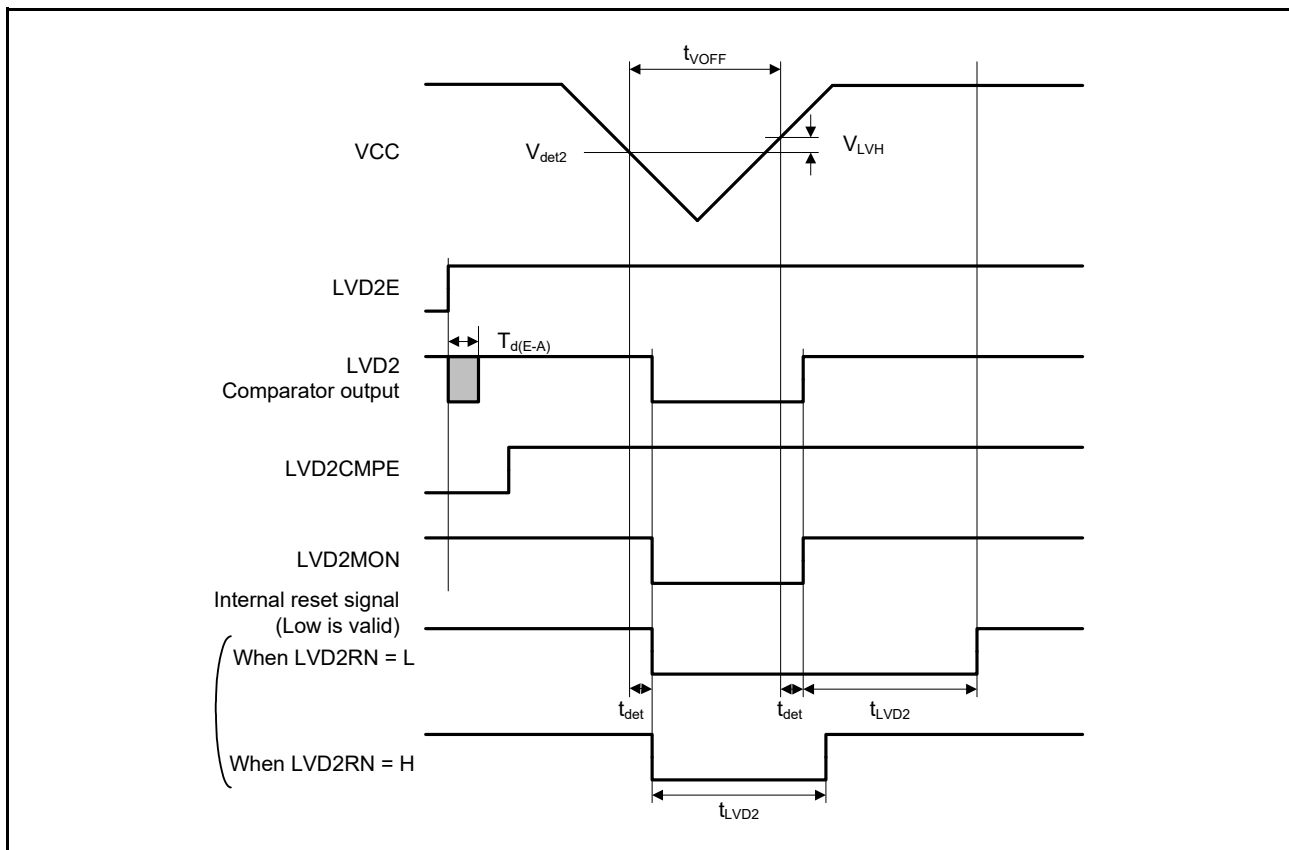 tVOFF
VCC
Vdet2
VLVH
LVD2E
Td(E-A)
LVD2
Comparator output
LVD2CMPE
LVD2MON
Internal reset signal
(Low is valid)
When LVD2RN = L
tdet
tdet
tLVD2
When LVD2RN = H
tLVD2